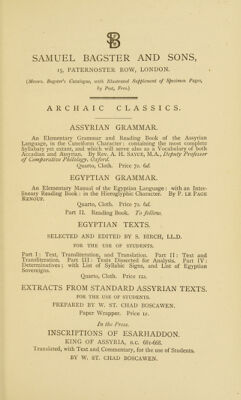 SAMUEL BAGSTER AND SONS,
15, PATERNOSTER ROW, LONDON.
(Messrs. Bagster's Catalogue, with Illustrated Supplement of Specimen Pages,
by Post, Free.)
ARCHAIC CLASSICS.
ASSYRIAN GRAMMAR.
An Elementary Grammar and Reading Book of the Assyrian
Language, in the Cuneiform Character: containing the most complete
Syllabary yet extant, and which will serve also as a Vocabulary of both
Accadian and Assyrian. By Rev. A. H. SAYCE, M.A., Deputy Professor
of Comparative Philology, Oxford.
Quarto, Cloth. Price 7s. 6d.
EGYPTIAN GRAMMAR.
An Elementary Manual of the Egyptian Language: with an Inter-
lineary Reading Book: in the Hieroglyphic Character. By P. LE PAGE
RENOUF.
Quarto, Cloth. Price 7s. 6d.
Part II. Reading Book. To follow.
EGYPTIAN TEXTS.
SELECTED AND EDITED BY S. BIRCH, LL.D.
FOR THE USE OF STUDENTS.
Part I: Text, Transliteration, and Translation. Part II: Text and
Transliteration. Part III: Texts Dissected for Analysis. Part IV:
Determinatives; with List of Syllabic Signs, and List of Egyptian
Sovereigns.
Quarto, Cloth. Price 12s.
EXTRACTS FROM STANDARD ASSYRIAN TEXTS.
FOR THE USE OF STUDENTS.
PREPARED BY W. ST. CHAD BOSCAWEN.
Paper Wrapper. Price 1s.
In the Press.
INSCRIPTIONS OF ESARHADDON.
KING OF ASSYRIA, B.C. 681-668.
Translated, with Text and Commentary, for the use of Students.
BY W. ST. CHAD BOSCAWEN.